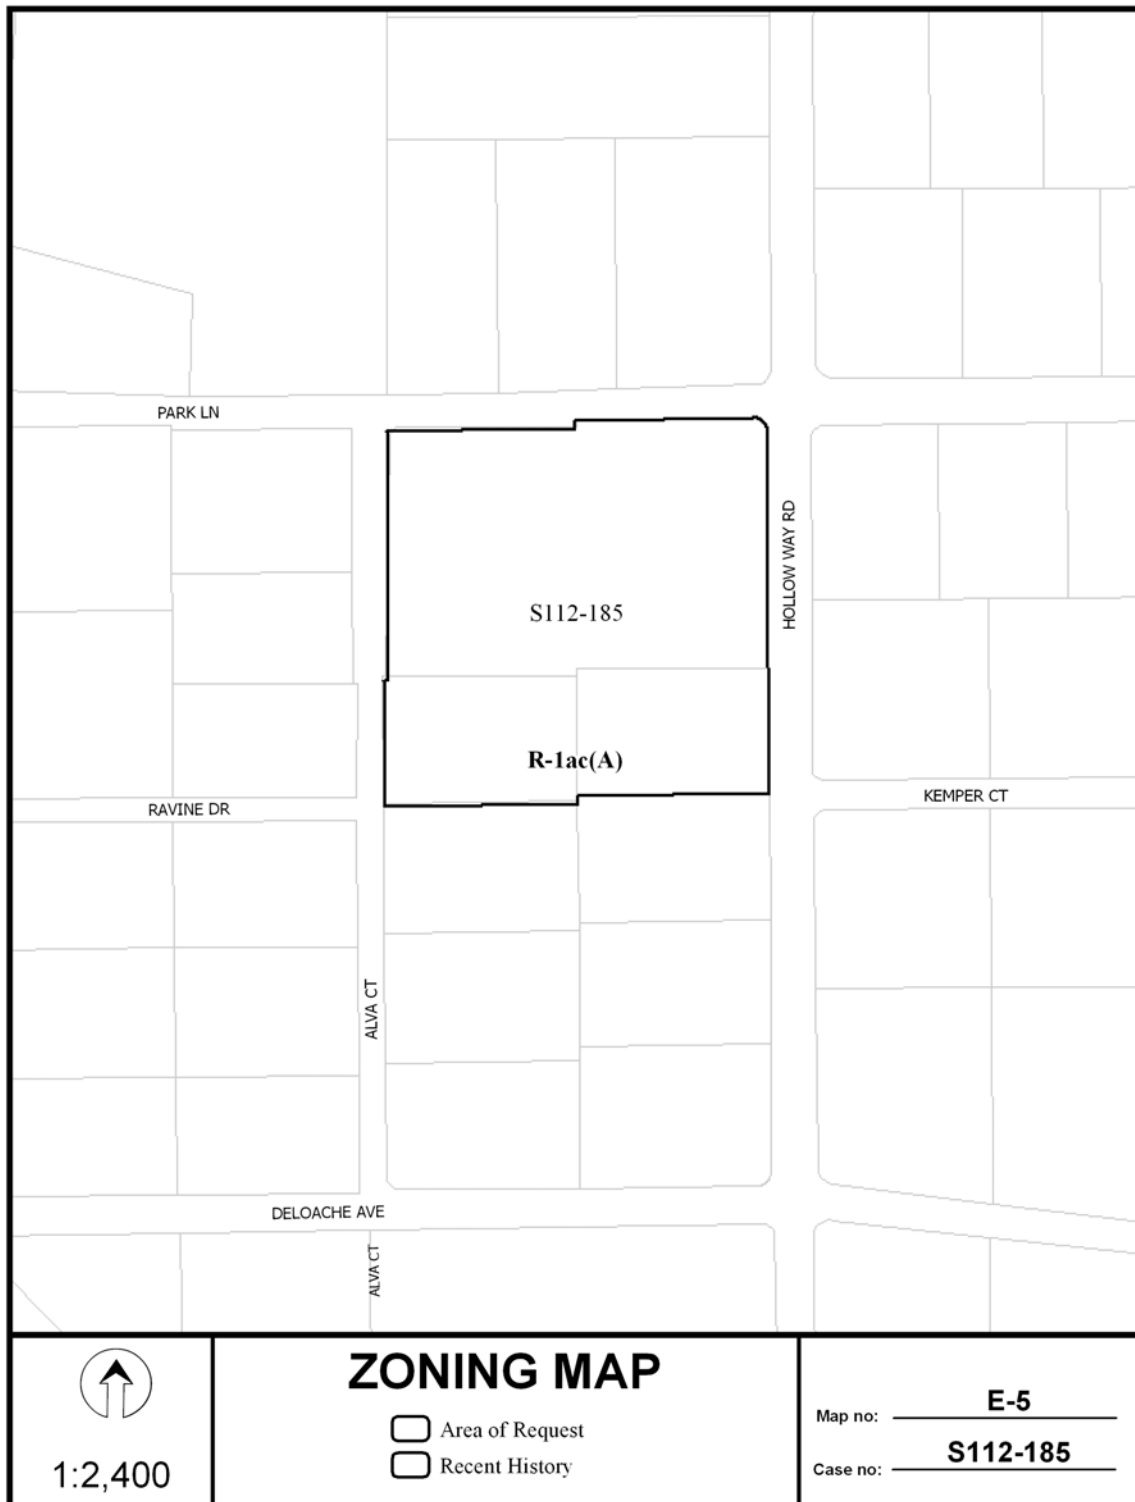 PARK LN
HOLLOW WAY RD
S112-185
R-1ac(A)
RAVINE DR
KEMPER CT
ALVA CT
DELOACHE AVE
ALVA CT
1:2,400
ZONING MAP
Area of Request
Recent History
Map no: E-5
Case no: S112-185